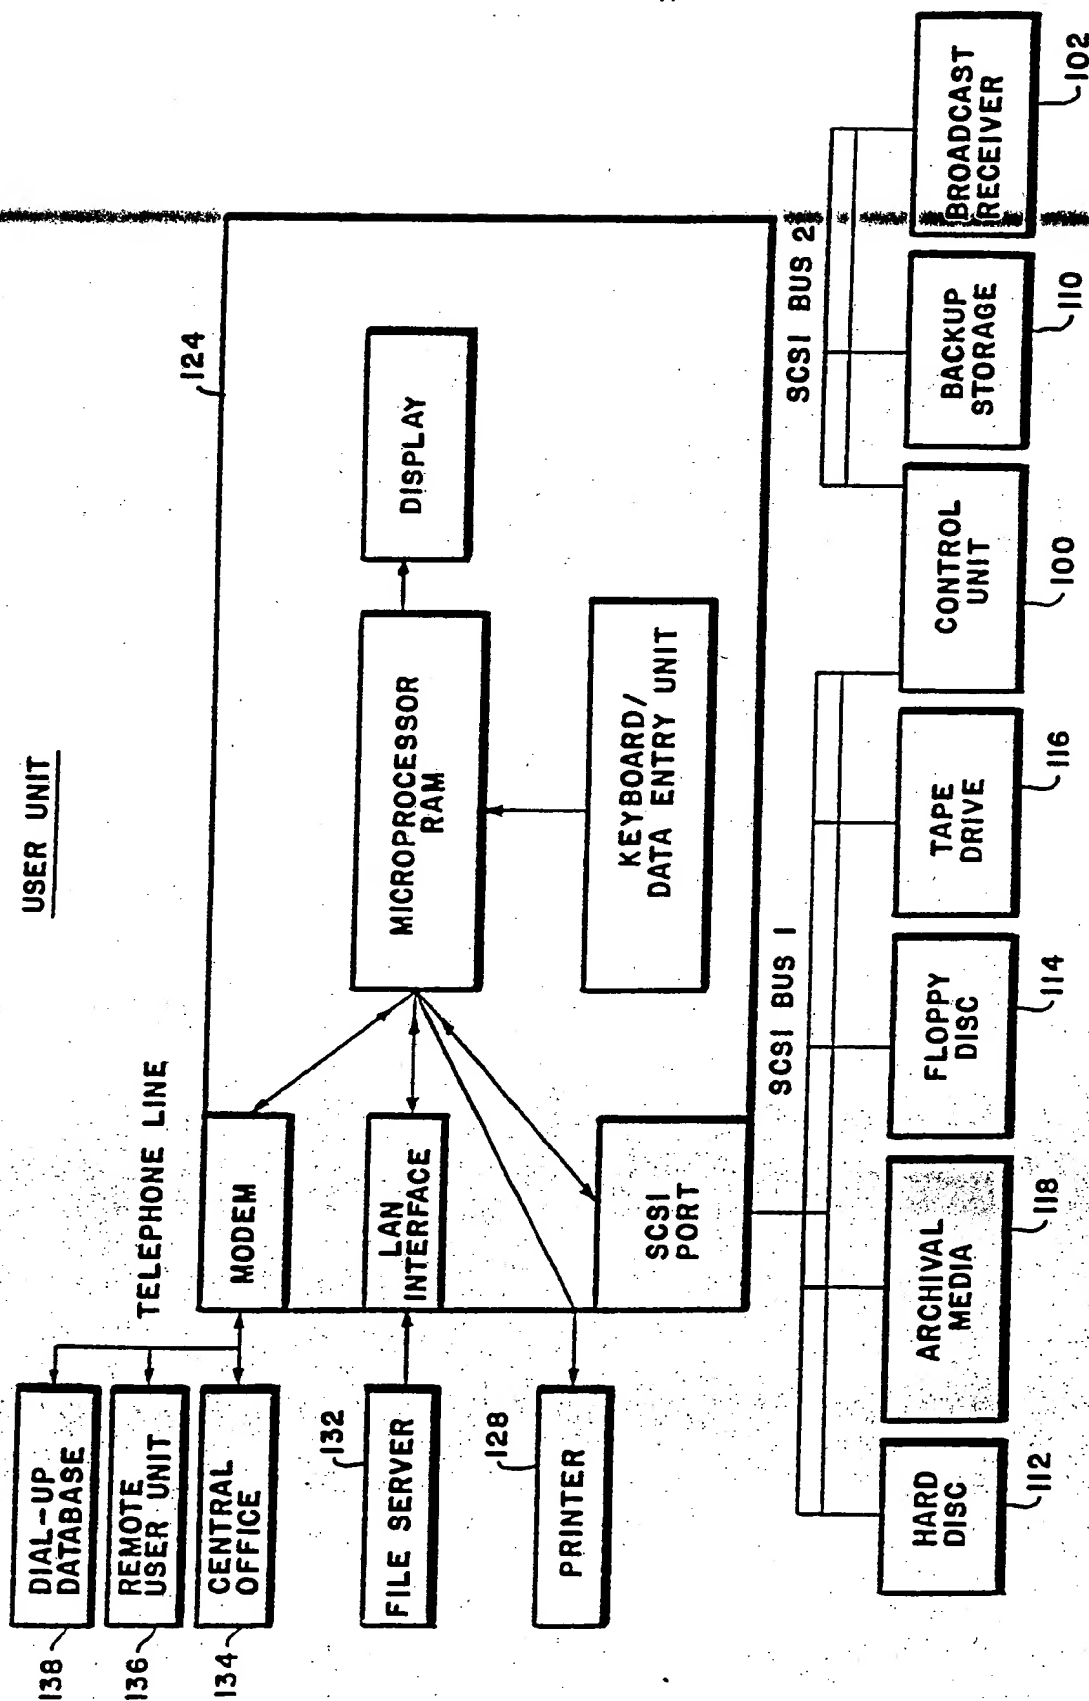 USER UNIT
DIAL-UP
DATABASE
138
REMOTE
USER UNIT
136
CENTRAL
OFFICE
134
TELEPHONE LINE
FILE SERVER
132
PRINTER
128
124
MODEM
LAN
INTERFACE
SCSI
PORT
MICROPROCESSOR
RAM
DISPLAY
KEYBOARD/
DATA ENTRY UNIT
SCSI BUS 1
SCSI BUS 2
HARD
DISC
112
ARCHIVAL
MEDIA
118
FLOPPY
DISC
114
TAPE
DRIVE
116
CONTROL
UNIT
100
BACKUP
STORAGE
110
BROADCAST
RECEIVER
102